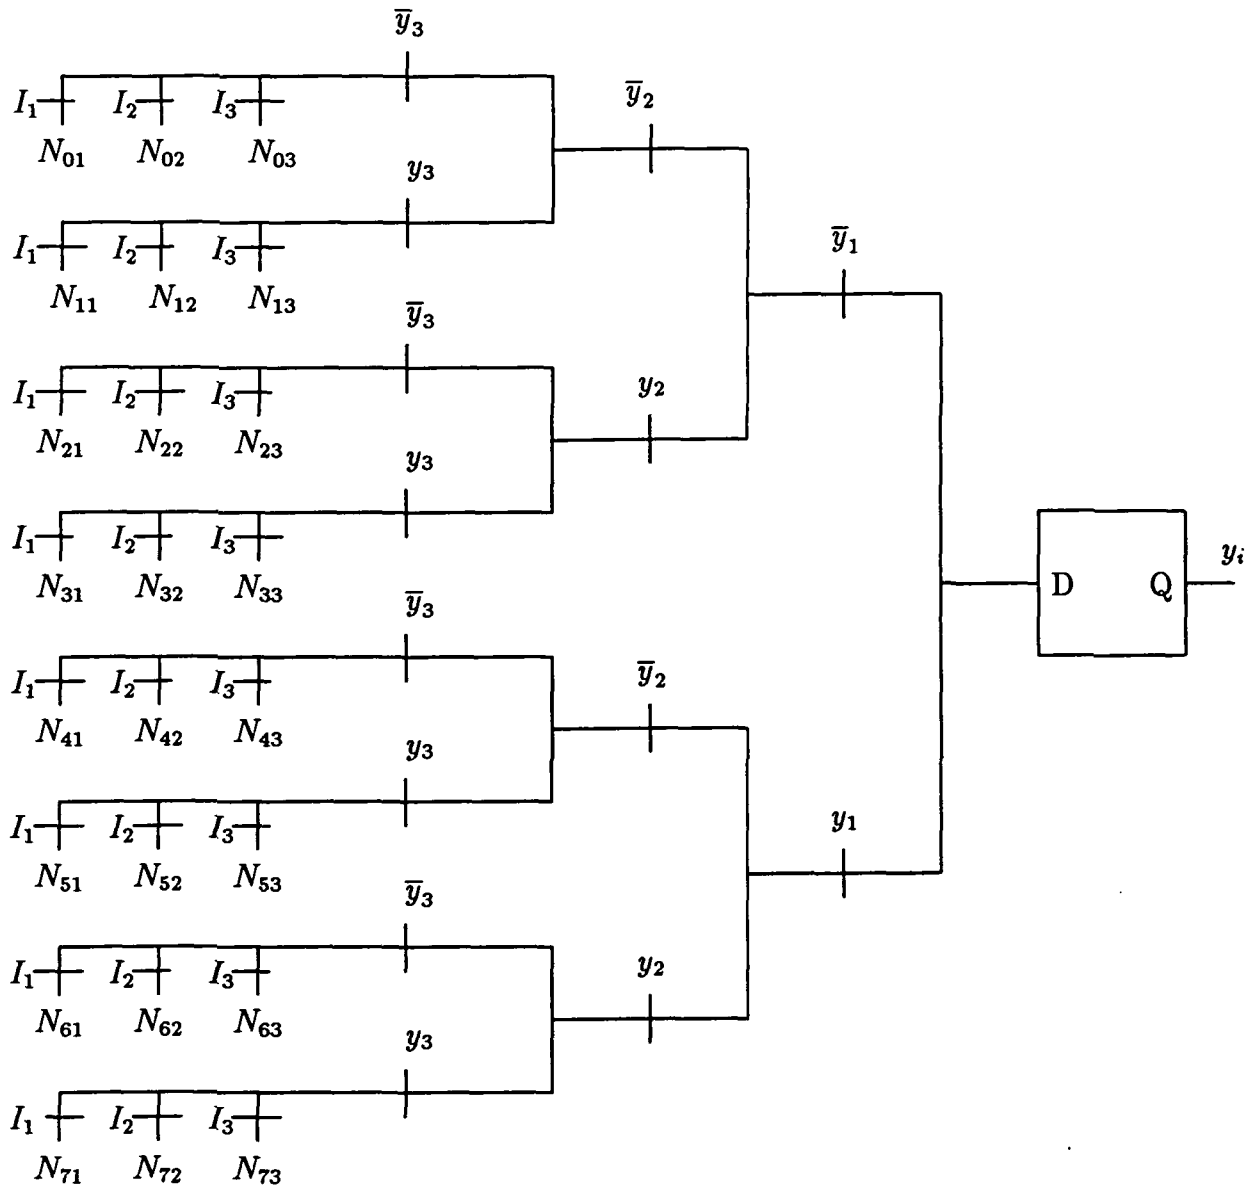 ȳ₃
I₁ I₂ I₃
N₀₁ N₀₂ N₀₃
ȳ₂
y₃
I₁ I₂ I₃
N₁₁ N₁₂ N₁₃
ȳ₁
ȳ₃
I₁ I₂ I₃
N₂₁ N₂₂ N₂₃
y₂
y₃
I₁ I₂ I₃
N₃₁ N₃₂ N₃₃
D Q yᵢ
ȳ₃
I₁ I₂ I₃
N₄₁ N₄₂ N₄₃
ȳ₂
y₃
I₁ I₂ I₃
N₅₁ N₅₂ N₅₃
y₁
ȳ₃
I₁ I₂ I₃
N₆₁ N₆₂ N₆₃
y₂
y₃
I₁ I₂ I₃
N₇₁ N₇₂ N₇₃